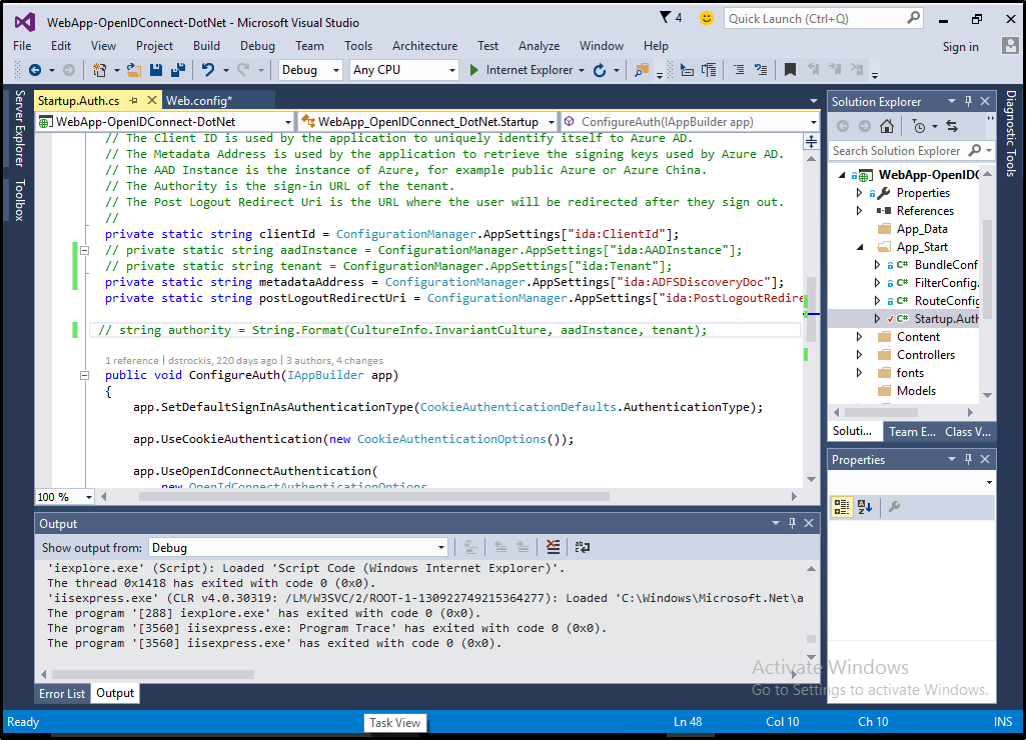 WebApp-OpenIDConnect-DotNet - Microsoft Visual Studio
4
Quick Launch (Ctrl+Q)
File Edit View Project Build Debug Team Tools Architecture Test Analyze Window Help
Sign in
Debug Any CPU Internet Explorer
Server Explorer
Toolbox
Startup.Auth.cs Web.config*
WebApp-OpenIDConnect-DotNet WebApp_OpenIDConnect_DotNet.Startup ConfigureAuth(IAppBuilder app)
// The Client ID is used by the application to uniquely identify itself to Azure AD.
// The Metadata Address is used by the application to retrieve the signing keys used by Azure AD.
// The AAD Instance is the instance of Azure, for example public Azure or Azure China.
// The Authority is the sign-in URL of the tenant.
// The Post Logout Redirect Uri is the URL where the user will be redirected after they sign out.
//
private static string clientId = ConfigurationManager.AppSettings["ida:ClientId"];
// private static string aadInstance = ConfigurationManager.AppSettings["ida:AADInstance"];
// private static string tenant = ConfigurationManager.AppSettings["ida:Tenant"];
private static string metadataAddress = ConfigurationManager.AppSettings["ida:ADFSDiscoveryDoc"];
private static string postLogoutRedirectUri = ConfigurationManager.AppSettings["ida:PostLogoutRedire
// string authority = String.Format(CultureInfo.InvariantCulture, aadInstance, tenant);
1 reference | dstrockis, 220 days ago | 3 authors, 4 changes
public void ConfigureAuth(IAppBuilder app)
{
app.SetDefaultSignInAsAuthenticationType(CookieAuthenticationDefaults.AuthenticationType);
app.UseCookieAuthentication(new CookieAuthenticationOptions());
app.UseOpenIdConnectAuthentication(
new OpenIdConnectAuthenticationOptions
100 %
Output
Show output from: Debug
'iexplore.exe' (Script): Loaded 'Script Code (Windows Internet Explorer)'.
The thread 0x1418 has exited with code 0 (0x0).
'iisexpress.exe' (CLR v4.0.30319: /LM/W3SVC/2/ROOT-1-130922749215364277): Loaded 'C:\Windows\Microsoft.Net\a
The program '[288] iexplore.exe' has exited with code 0 (0x0).
The program '[3560] iisexpress.exe: Program Trace' has exited with code 0 (0x0).
The program '[3560] iisexpress.exe' has exited with code 0 (0x0).
Error List Output
Solution Explorer
Search Solution Explorer
WebApp-OpenIDC
Properties
References
App_Data
App_Start
C# BundleConf
C# FilterConfig.
C# RouteConfig
C# Startup.Auth
Content
Controllers
fonts
Models
Soluti... Team E... Class V...
Properties
Diagnostic Tools
Activate Windows
Go to Settings to activate Windows.
Ready Task View Ln 48 Col 10 Ch 10 INS